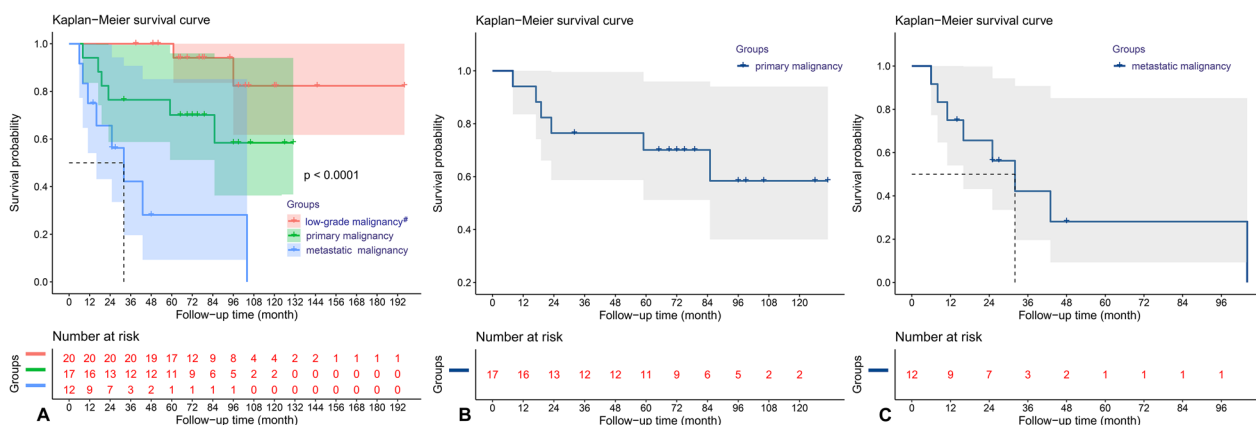 Kaplan−Meier survival curve
Survival probability
1.0
0.8
0.6
0.4
0.2
0.0
p < 0.0001
Groups
low-grade malignancy#
primary malignancy
metastatic malignancy
0 12 24 36 48 60 72 84 96 108 120 132 144 156 168 180 192
Follow-up time (month)
Number at risk
Groups
20 20 20 20 19 17 12 9 8 4 4 2 2 1 1 1 1
17 16 13 12 12 11 9 6 5 2 2 0 0 0 0 0 0
12 9 7 3 2 1 1 1 1 0 0 0 0 0 0 0 0
0 12 24 36 48 60 72 84 96 108 120 132 144 156 168 180 192
Follow-up time (month)
A
Kaplan−Meier survival curve
Groups
primary malignancy
Survival probability
1.0
0.8
0.6
0.4
0.2
0 12 24 36 48 60 72 84 96 108 120
Follow-up time (month)
Number at risk
Groups
17 16 13 12 12 11 9 6 5 2 2
0 12 24 36 48 60 72 84 96 108 120
Follow-up time (month)
B
Kaplan−Meier survival curve
Groups
metastatic malignancy
Survival probability
1.0
0.8
0.6
0.4
0.2
0.0
0 12 24 36 48 60 72 84 96
Follow-up time (month)
Number at risk
Groups
12 9 7 3 2 1 1 1 1
0 12 24 36 48 60 72 84 96
Follow-up time (month)
C